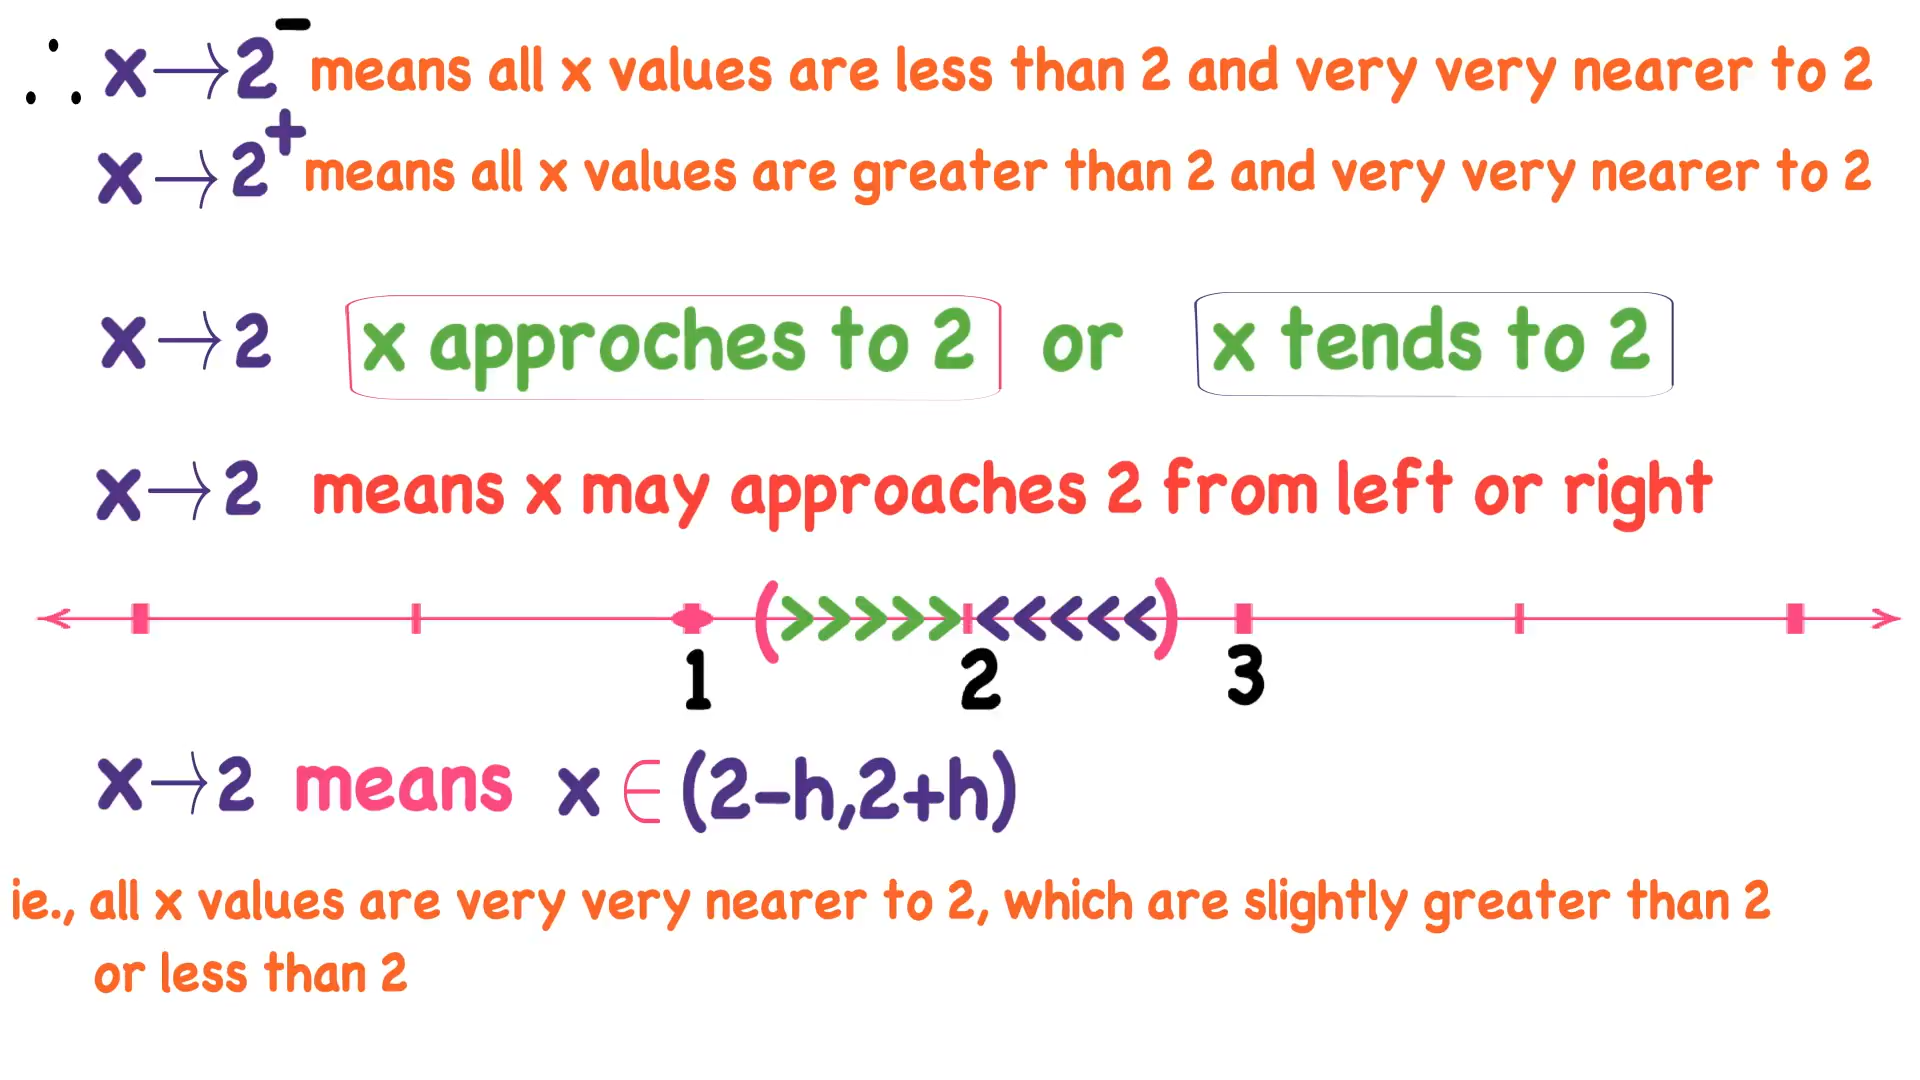 ∴ x→2⁻ means all x values are less than 2 and very very nearer to 2
x→2⁺ means all x values are greater than 2 and very very nearer to 2
x→2 x approches to 2 or x tends to 2
x→2 means x may approaches 2 from left or right
1 2 3
x→2 means x ∈ (2-h,2+h)
ie., all x values are very very nearer to 2, which are slightly greater than 2
or less than 2